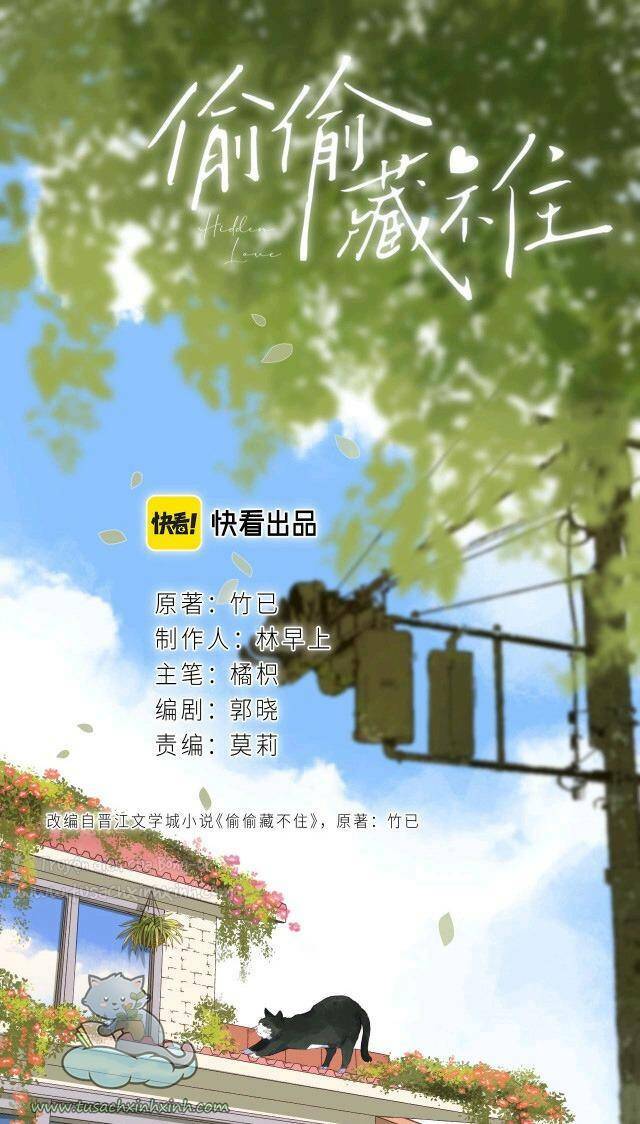 偷偷藏不住
Hidden
Love
快看! 快看出品
原著：竹已
制作人：林早上
主笔：橘枳
编剧：郭晓
责编：莫莉
改编自晋江文学城小说《偷偷藏不住》，原著：竹已
www.tusachxinhxinh.com
www.tusachxinhxinh.com